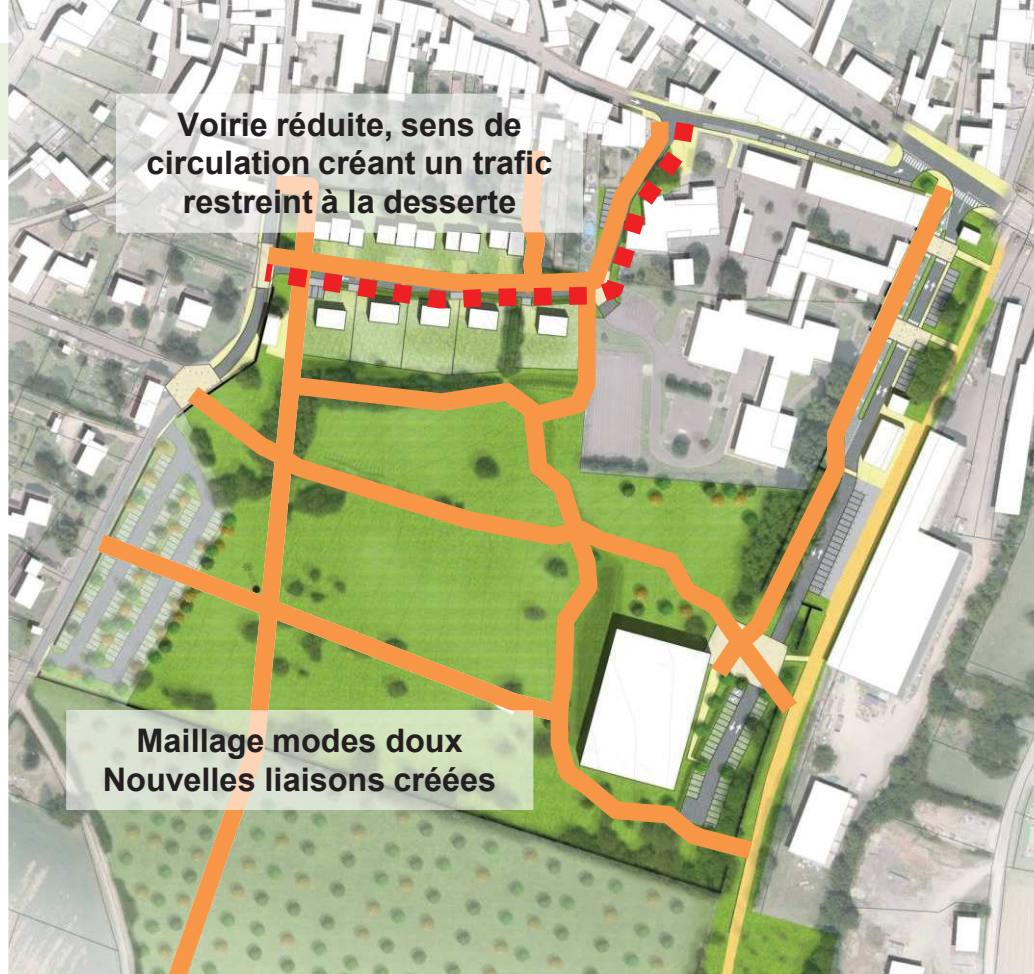 Voirie réduite, sens de
circulation créant un trafic
restreint à la desserte
Maillage modes doux
Nouvelles liaisons créées